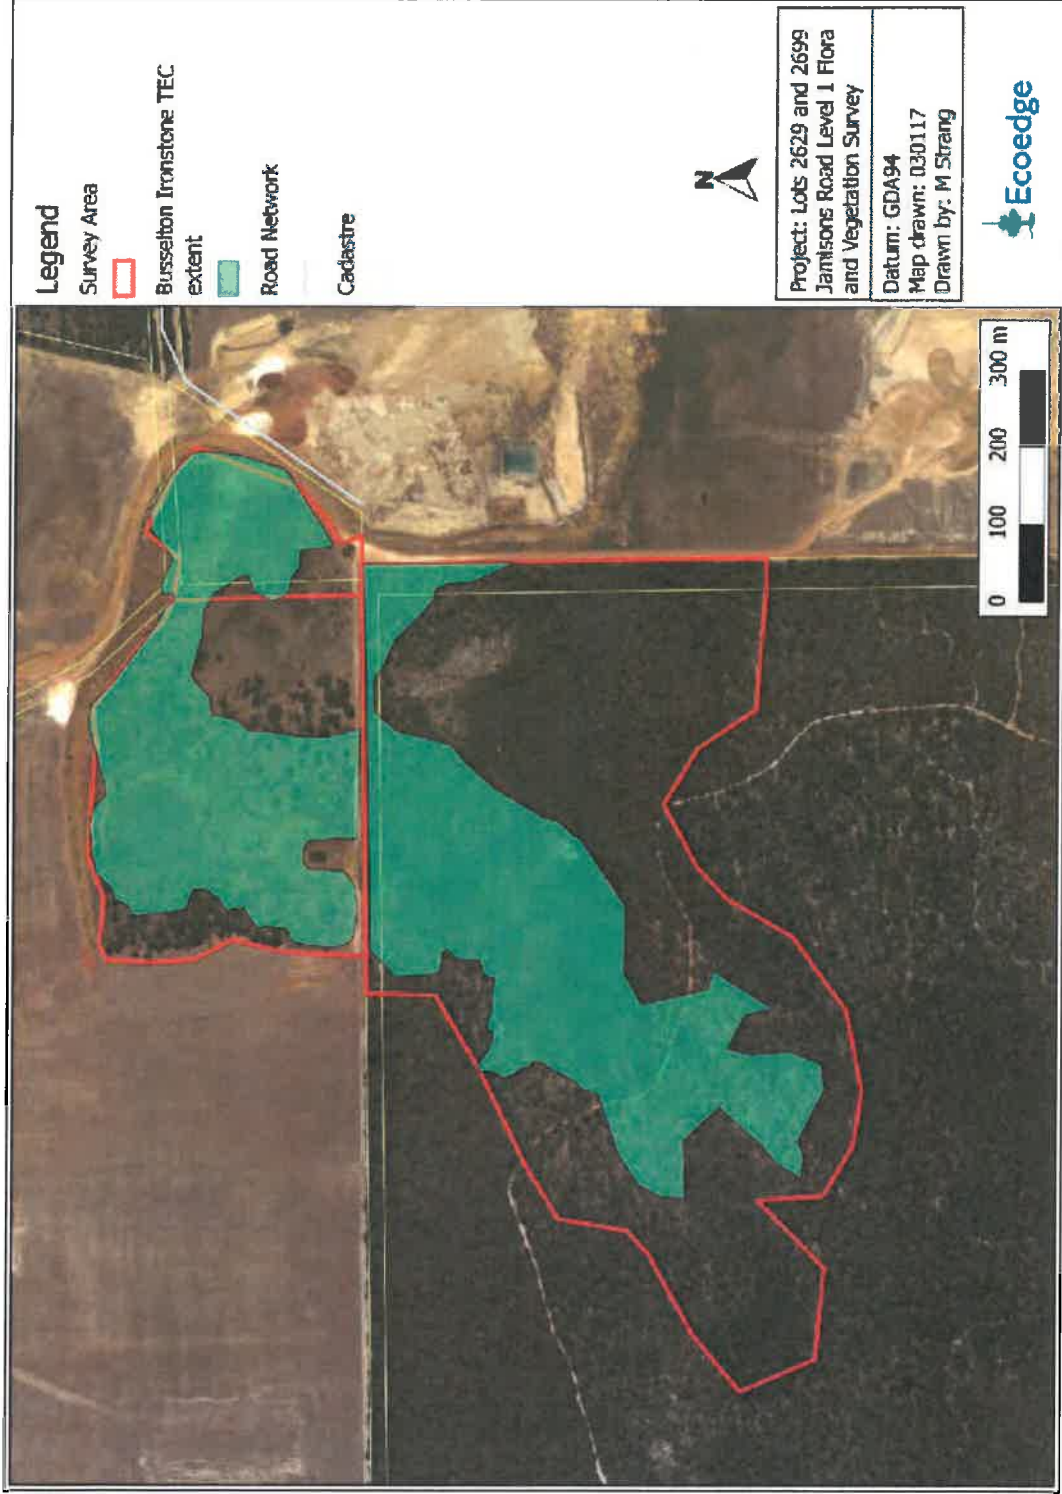 Legend
Survey Area
Busselton Ironstone TEC
extent
Road Network
Cadastre
N
Project: Lots 2629 and 2699
Jamisons Road Level 1 Flora
and Vegetation Survey
Datum: GDA94
Map drawn: 030117
Drawn by: M Strang
0 100 200 300 m
Ecoedge